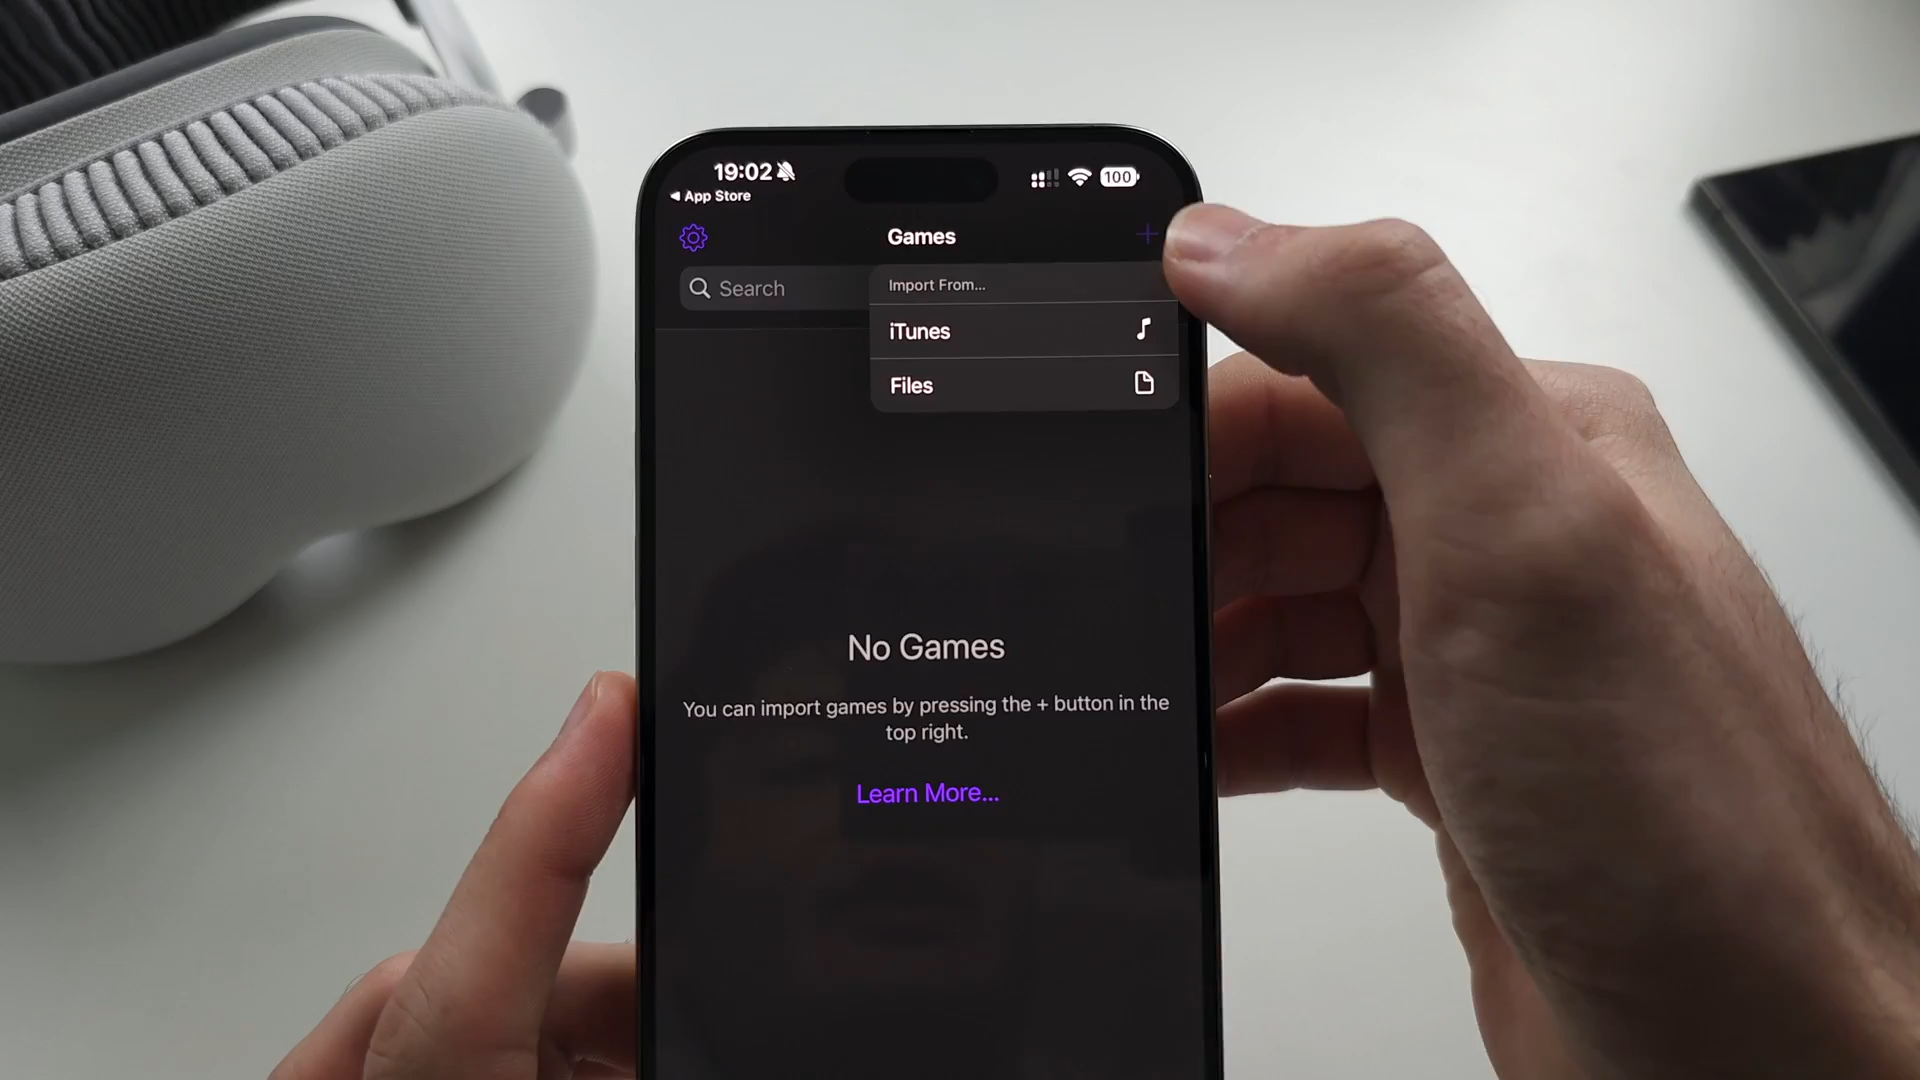 19:02
100
App Store
Games
Search
Import From...
iTunes
Files
No Games
You can import games by pressing the + button in the
top right.
Learn More...